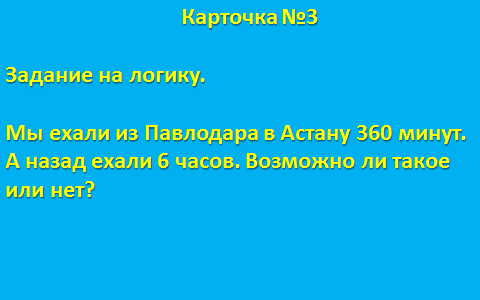 Карточка №3
Задание на логику.
Мы ехали из Павлодара в Астану 360 минут.
А назад ехали 6 часов. Возможно ли такое
или нет?